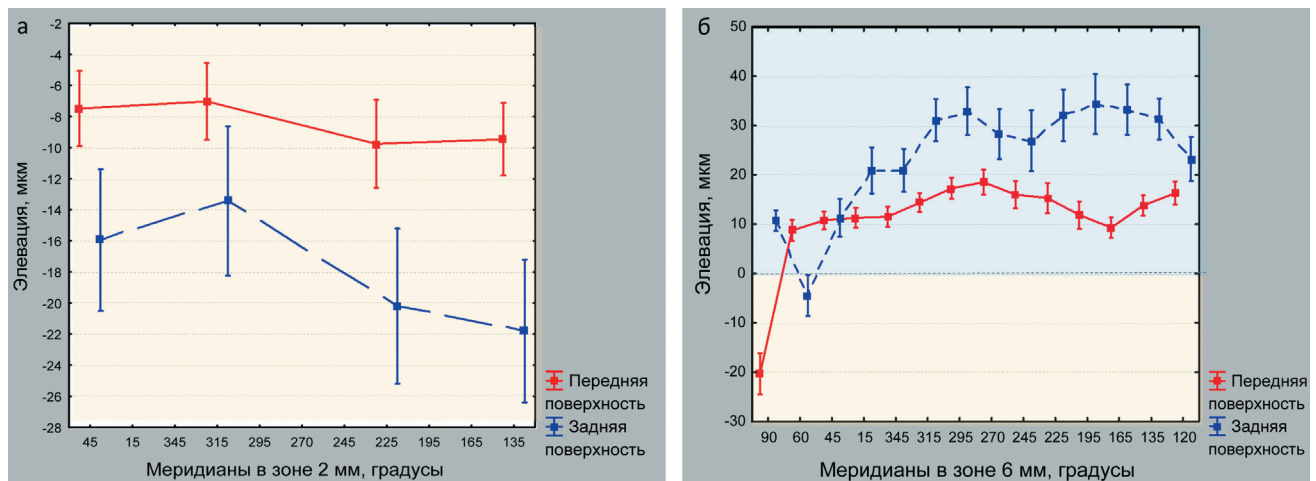 а
-2
-4
-6
-8
-10
-12
-14
-16
-18
-20
-22
-24
-26
-28
Элевация, мкм
45 15 345 315 295 245 225 195 165 135
Меридианы в зоне 2 мм, градусы
Передняя
поверхность
Задняя
поверхность
б
50
40
30
20
10
0
-10
-20
-30
Элевация, мкм
90 60 45 15 345 315 295 270 245 225 195 165 135 120
Меридианы в зоне 6 мм, градусы
Передняя
поверхность
Задняя
поверхность